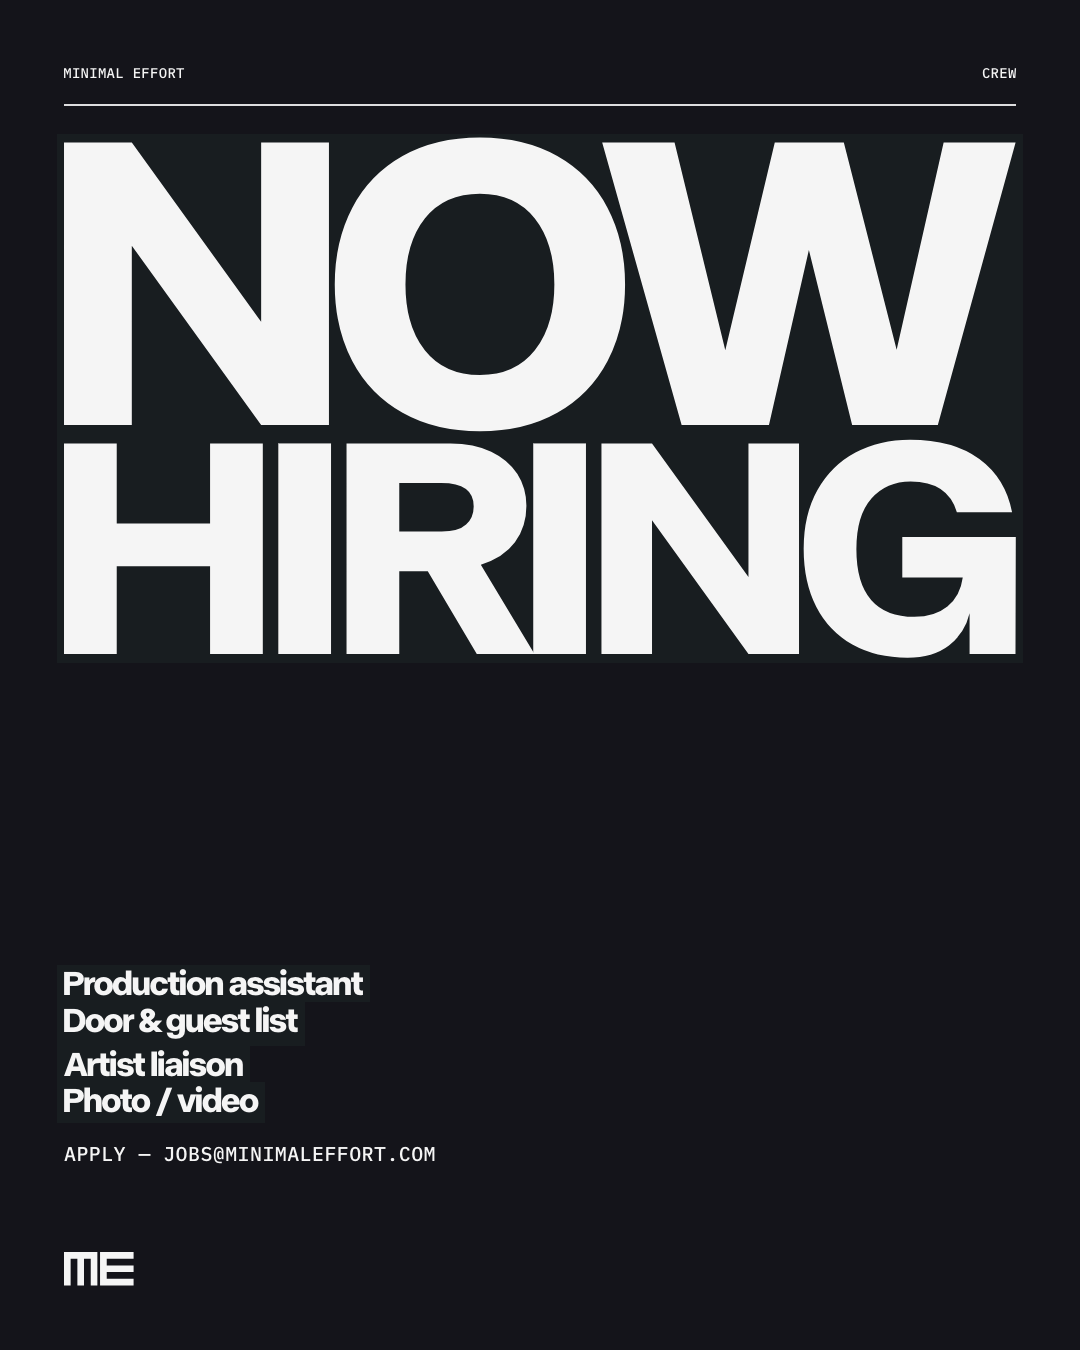 MINIMAL EFFORT
CREW
NOW
HIRING
Production assistant
Door & guest list
Artist liaison
Photo / video
APPLY — JOBS@MINIMALEFFORT.COM
ME